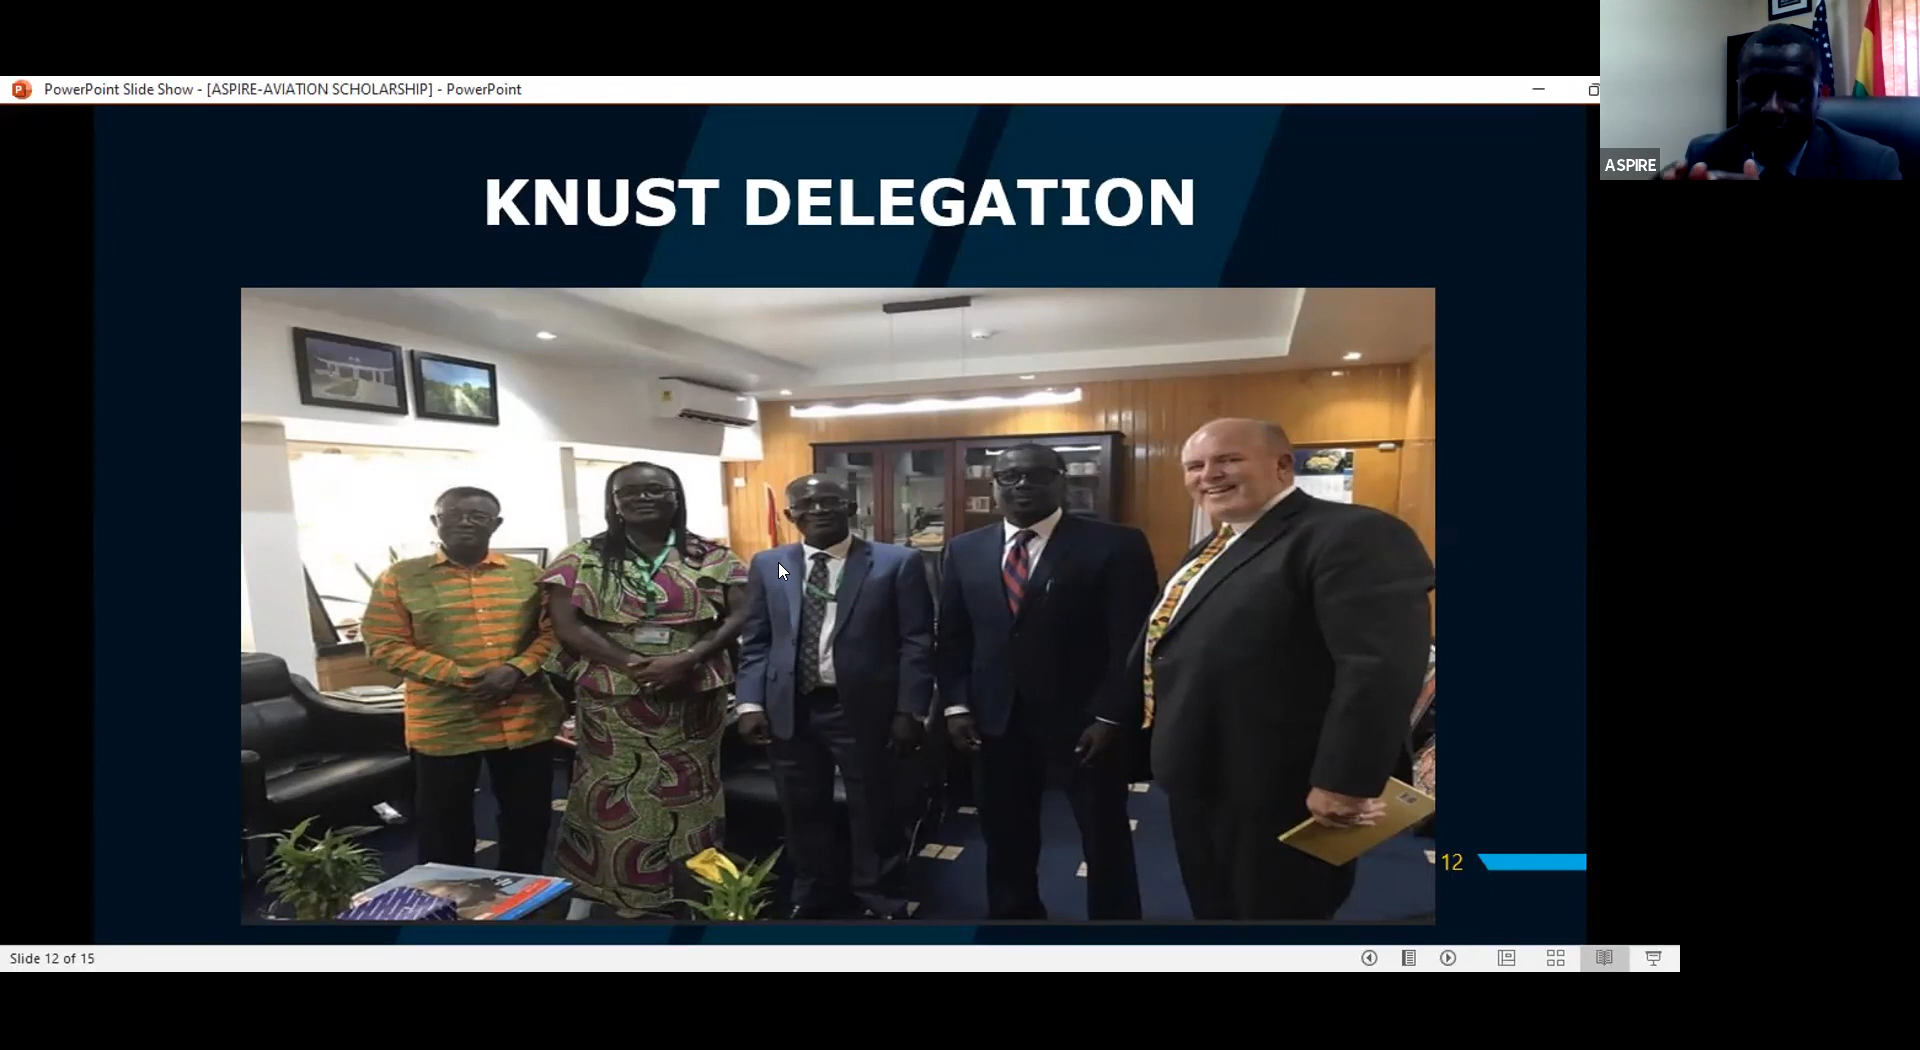 PowerPoint Slide Show - [ASPIRE-AVIATION SCHOLARSHIP] - PowerPoint
ASPIRE
KNUST DELEGATION
12
Slide 12 of 15